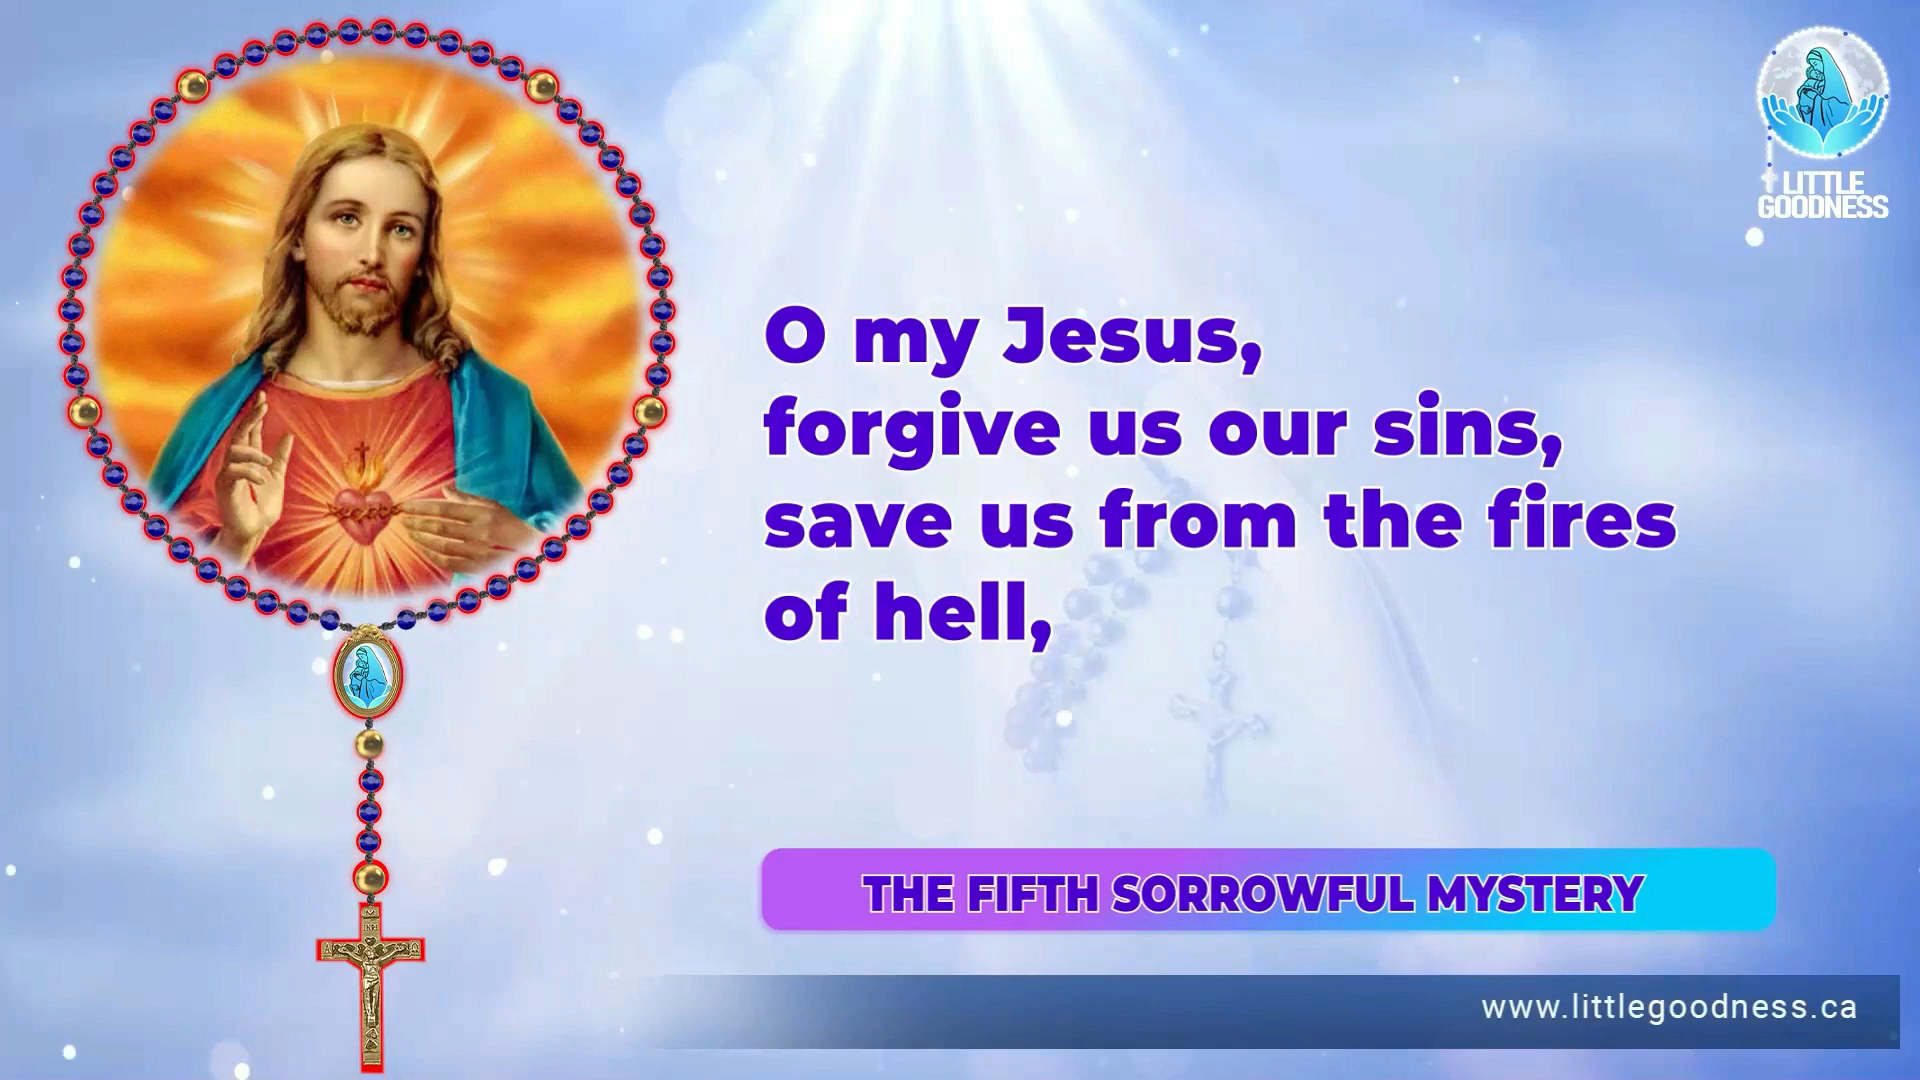 LITTLE
GOODNESS
O my Jesus,
forgive us our sins,
save us from the fires
of hell,
THE FIFTH SORROWFUL MYSTERY
INRI
www.littlegoodness.ca